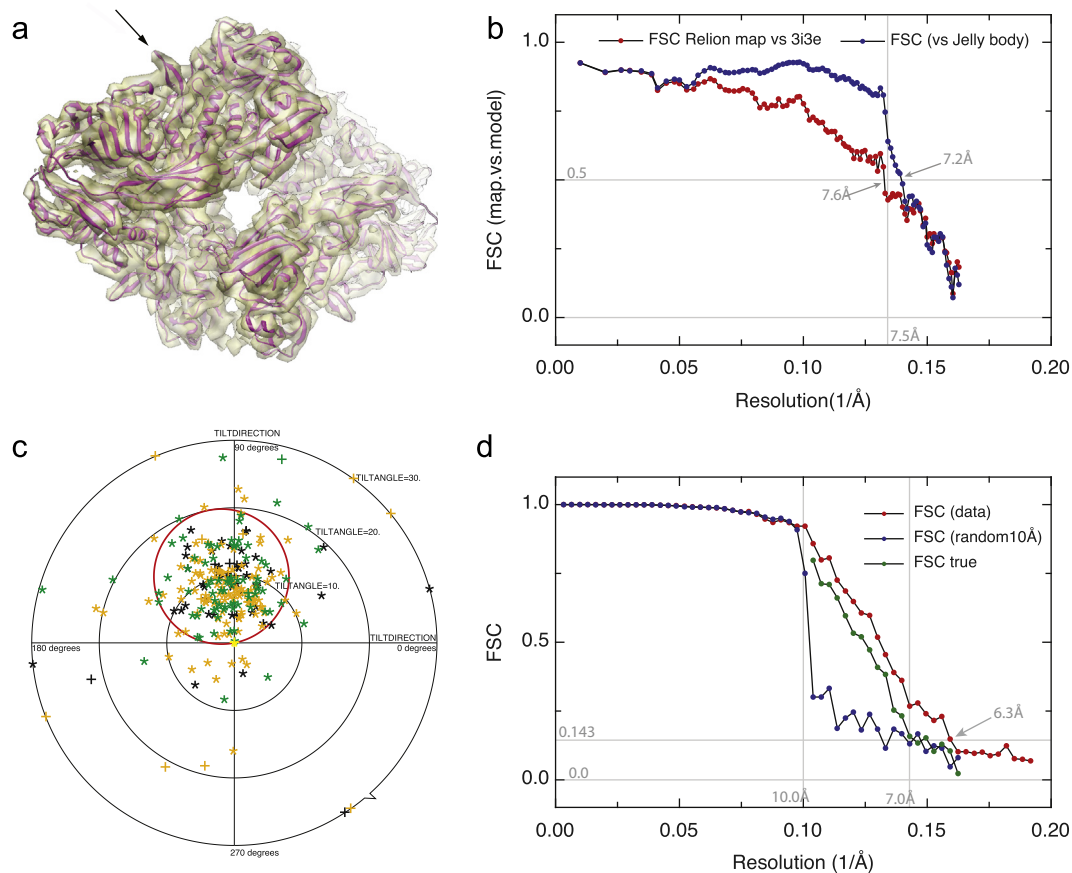 a
b
1.0
FSC Relion map vs 3i3e
FSC (vs Jelly body)
FSC (map.vs.model)
0.5
7.2Å
7.6Å
0.0
7.5Å
0.00
0.05
0.10
0.15
0.20
Resolution(1/Å)
c
TILTDIRECTION
90 degrees
TILTANGLE=30.
TILTANGLE=20.
TILTANGLE=10.
TILTDIRECTION
180 degrees
0 degrees
270 degrees
d
1.0
FSC (data)
FSC (random10Å)
FSC true
FSC
0.5
6.3Å
0.143
0.0
10.0Å
7.0Å
0.00
0.05
0.10
0.15
0.20
Resolution (1/Å)